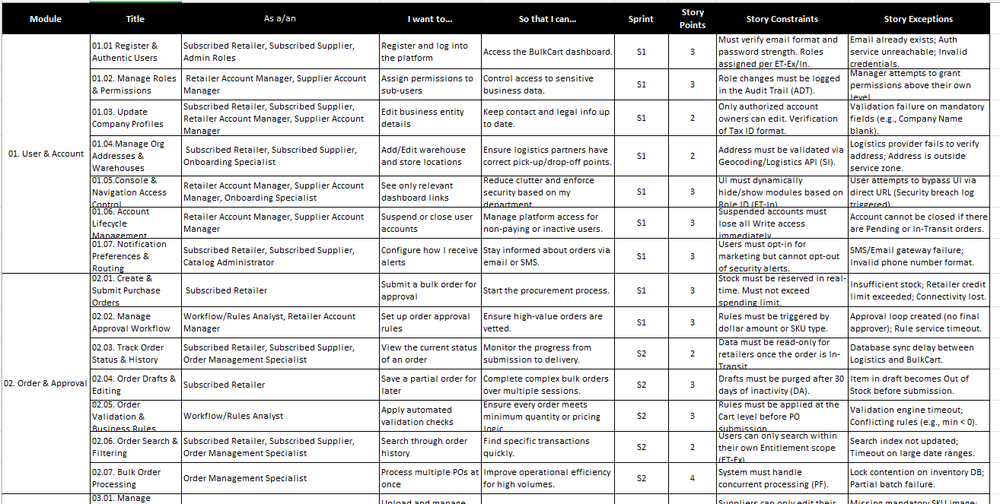 Module Title As a/an I want to... So that I can... Sprint Story Points Story Constraints Story Exceptions
01. User & Account
01.01 Register &
Authentic Users
Subscribed Retailer, Subscribed Supplier,
Admin Roles
Register and log into
the platform
Access the BulkCart dashboard.
S1
3
Must verify email format and
password strength. Roles
assigned per ET-Ex/In.
Email already exists; Auth
service unreachable; Invalid
credentials.
01.02. Manage Roles
& Permissions
Retailer Account Manager, Supplier Account
Manager
Assign permissions to
sub-users
Control access to sensitive
business data.
S1
3
Role changes must be logged
in the Audit Trail (ADT).
Manager attempts to grant
permissions above their own
level
01.03. Update
Company Profiles
Subscribed Retailer, Subscribed Supplier,
Retailer Account Manager, Supplier Account
Manager
Edit business entity
details
Keep contact and legal info up
to date.
S1
2
Only authorized account
owners can edit. Verification
of Tax ID format.
Validation failure on mandatory
fields (e.g., Company Name
blank).
01.04.Manage Org
Addresses &
Warehouses
Subscribed Retailer, Subscribed Supplier,
Onboarding Specialist
Add/Edit warehouse
and store locations
Ensure logistics partners have
correct pick-up/drop-off points.
S1
2
Address must be validated via
Geocoding/Logistics API (SI).
Logistics provider fails to verify
address; Address is outside
service zone.
01.05.Console &
Navigation Access
Control
Retailer Account Manager, Supplier Account
Manager, Onboarding Specialist
See only relevant
dashboard links
Reduce clutter and enforce
security based on my
department
S1
3
UI must dynamically
hide/show modules based on
Role ID (ET-In)
User attempts to bypass UI via
direct URL (Security breach log
triggered)
01.06. Account
Lifecycle
Management
Retailer Account Manager, Supplier Account
Manager
Suspend or close user
accounts
Manage platform access for
non-paying or inactive users.
S1
3
Suspended accounts must
lose all Write access
immediately
Account cannot be closed if there
are Pending or In-Transit orders.
01.07. Notification
Preferences &
Routing
Subscribed Retailer, Subscribed Supplier,
Catalog Administrator
Configure how I receive
alerts
Stay informed about orders via
email or SMS.
S1
3
Users must opt-in for
marketing but cannot opt-out
of security alerts.
SMS/Email gateway failure;
Invalid phone number format.
02. Order & Approval
02.01. Create &
Submit Purchase
Orders
Subscribed Retailer
Submit a bulk order for
approval
Start the procurement process.
S1
3
Stock must be reserved in real-
time. Must not exceed
spending limit.
Insufficient stock; Retailer credit
limit exceeded; Connectivity lost.
02.02. Manage
Approval Workflow
Workflow/Rules Analyst, Retailer Account
Manager
Set up order approval
rules
Ensure high-value orders are
vetted.
S1
3
Rules must be triggered by
dollar amount or SKU type.
Approval loop created (no final
approver); Rule service timeout.
02.03. Track Order
Status & History
Subscribed Retailer, Subscribed Supplier,
Order Management Specialist
View the current status
of an order
Monitor the progress from
submission to delivery.
S2
2
Data must be read-only for
retailers once the order is In-
Transit
Database sync delay between
Logistics and BulkCart.
02.04. Order Drafts &
Editing
Subscribed Retailer
Save a partial order for
later
Complete complex bulk orders
over multiple sessions.
S2
3
Drafts must be purged after 30
days of inactivity (DA).
Item in draft becomes Out of
Stock before submission.
02.05. Order
Validation &
Business Rules
Workflow/Rules Analyst
Apply automated
validation checks
Ensure every order meets
minimum quantity or pricing
logic
S2
3
Rules must be applied at the
Cart level before PO
submission
Validation engine timeout;
Conflicting rules (e.g., min < 0).
02.06. Order Search &
Filtering
Subscribed Retailer, Subscribed Supplier,
Order Management Specialist
Search through order
history
Find specific transactions
quickly.
S2
2
Users can only search within
their own Entitlement scope
(ET-Ex)
Search index not updated;
Timeout on large date ranges.
02.07. Bulk Order
Processing
Order Management Specialist
Process multiple POs at
once
Improve operational efficiency
for high volumes.
S2
4
System must handle
concurrent processing (PF).
Lock contention on inventory DB;
Partial batch failure.
03.01. Manage
Upload and manage
Suppliers can only edit their
Missing mandatory SKU image;